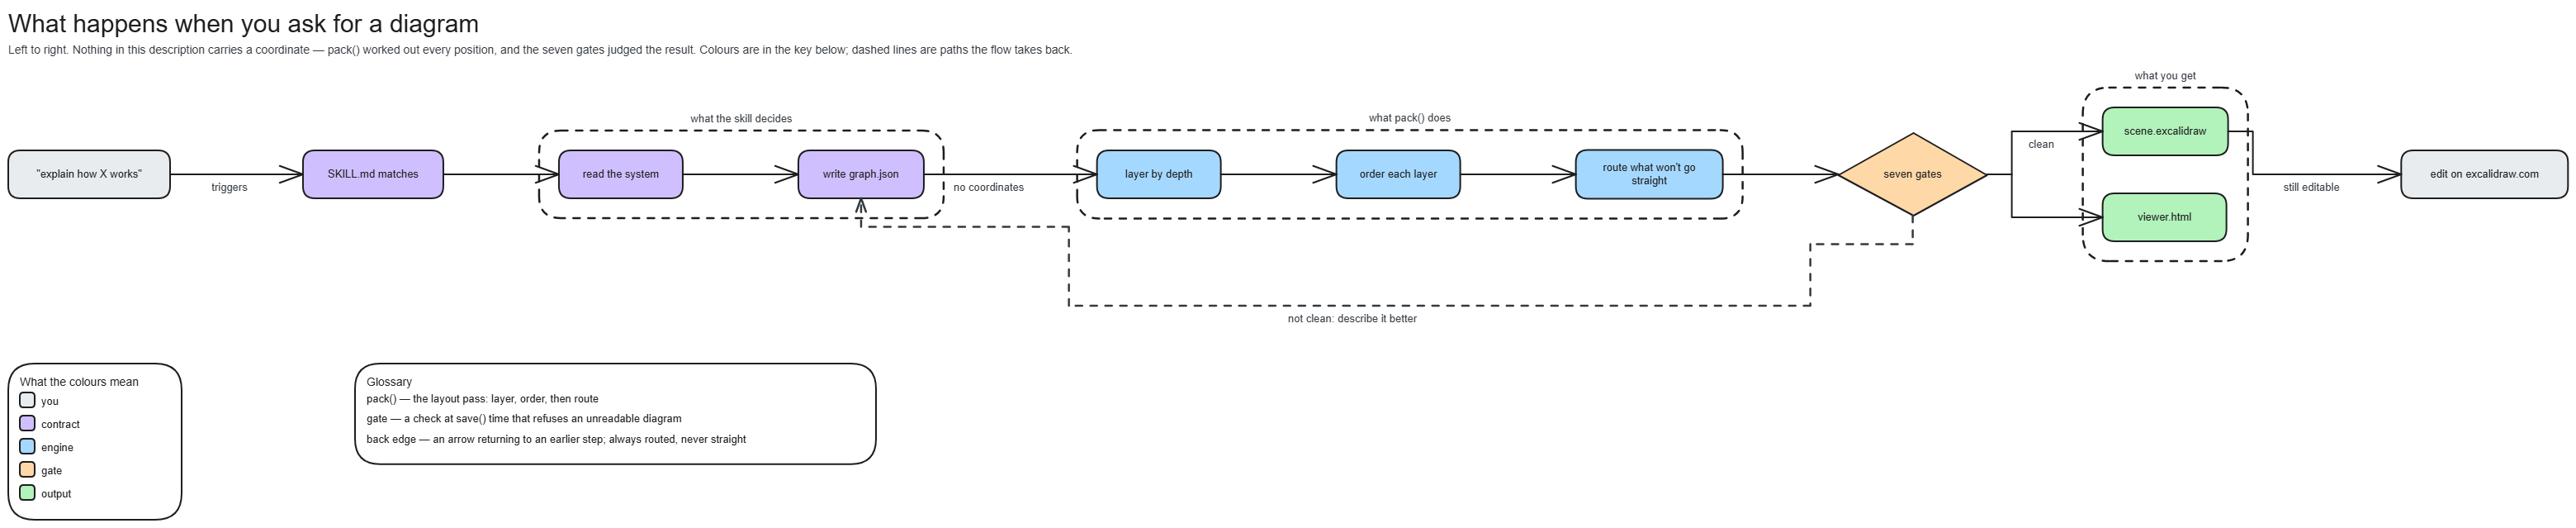 What happens when you ask for a diagram
Left to right. Nothing in this description carries a coordinate — pack() worked out every position, and the seven gates judged the result. Colours are in the key below; dashed lines are paths the flow takes back.
"explain how X works"
triggers
SKILL.md matches
what the skill decides
read the system
write graph.json
no coordinates
what pack() does
layer by depth
order each layer
route what won't go
straight
seven gates
clean
what you get
scene.excalidraw
viewer.html
still editable
edit on excalidraw.com
not clean: describe it better
What the colours mean
you
contract
engine
gate
output
Glossary
pack() — the layout pass: layer, order, then route
gate — a check at save() time that refuses an unreadable diagram
back edge — an arrow returning to an earlier step; always routed, never straight